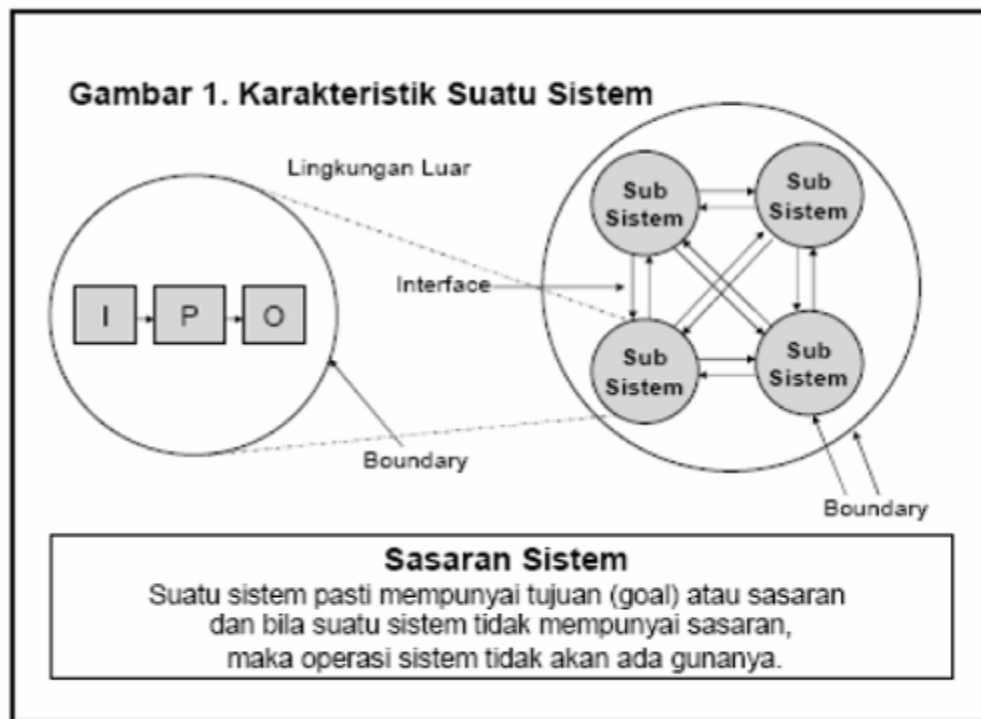 Gambar 1. Karakteristik Suatu Sistem
Lingkungan Luar
Sub
Sistem
Sub
Sistem
Interface
I
P
O
Sub
Sistem
Sub
Sistem
Boundary
Boundary
Sasaran Sistem
Suatu sistem pasti mempunyai tujuan (goal) atau sasaran
dan bila suatu sistem tidak mempunyai sasaran,
maka operasi sistem tidak akan ada gunanya.